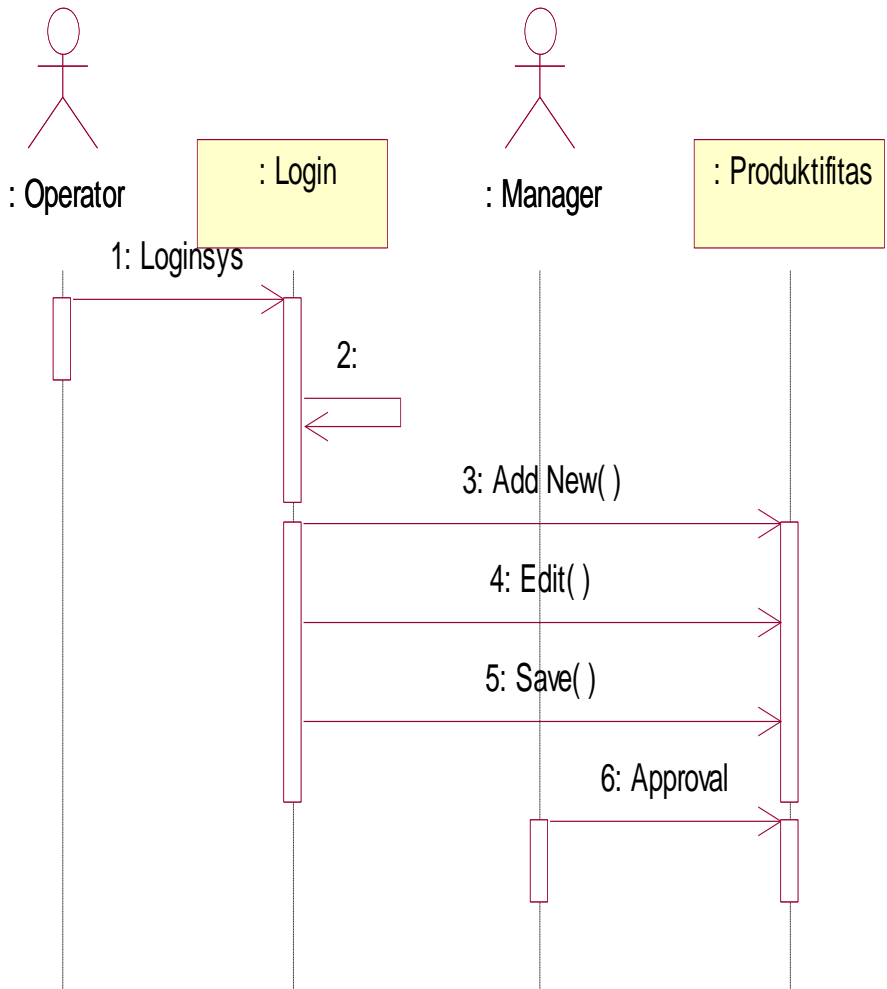 : Operator
: Login
: Manager
: Produktifitas
1: Loginsys
2:
3: Add New( )
4: Edit( )
5: Save( )
6: Approval